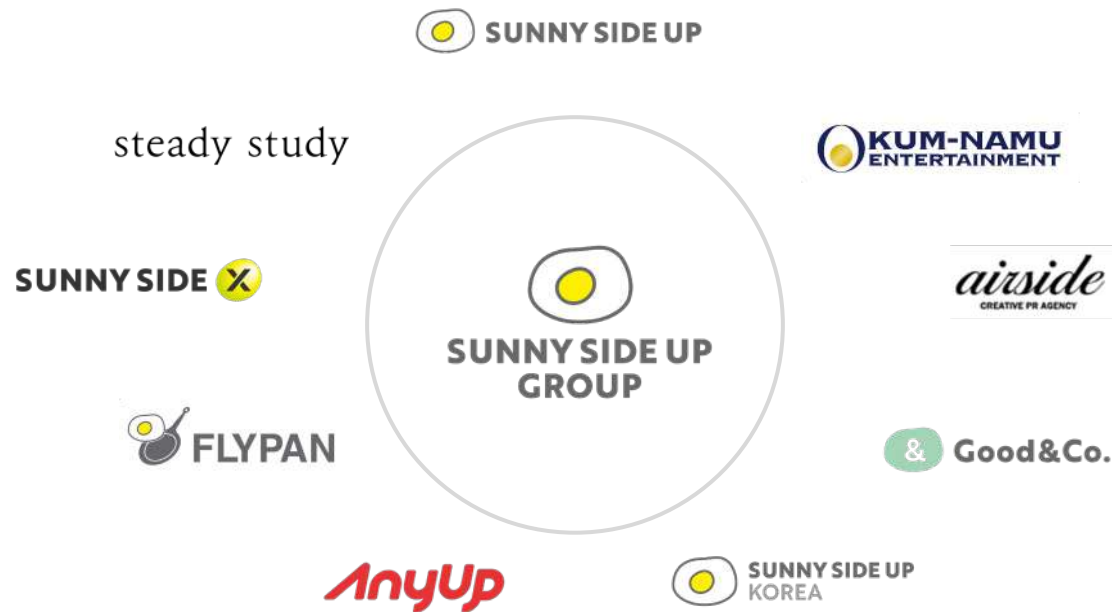 SUNNY SIDE UP
steady study
KUM-NAMU
ENTERTAINMENT
SUNNY SIDE X
airside
CREATIVE PR AGENCY
SUNNY SIDE UP
GROUP
FLYPAN
& Good&Co.
AnyUp
SUNNY SIDE UP
KOREA